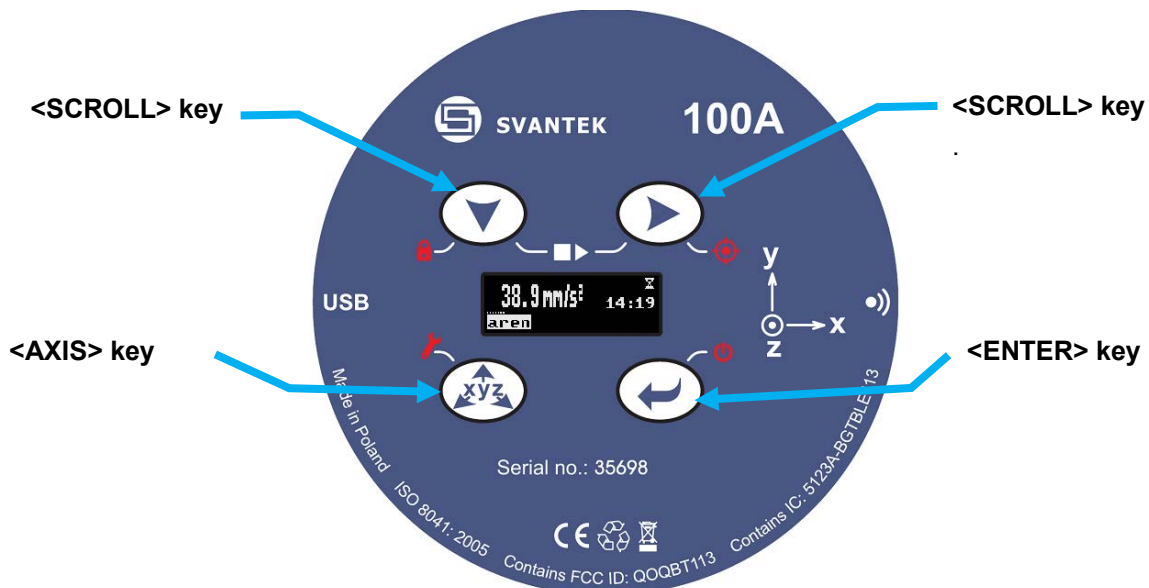 <SCROLL> key
<SCROLL> key
.
SVANTEK
100A
USB
38.9mm/s²
14:19
aren
y
x
z
<AXIS> key
<ENTER> key
xyz
Serial no.: 35698
Made in Poland ISO 8041: 2005 Contains FCC ID: QOQBT113 Contains IC: 5123A-BGTBLE113
CE